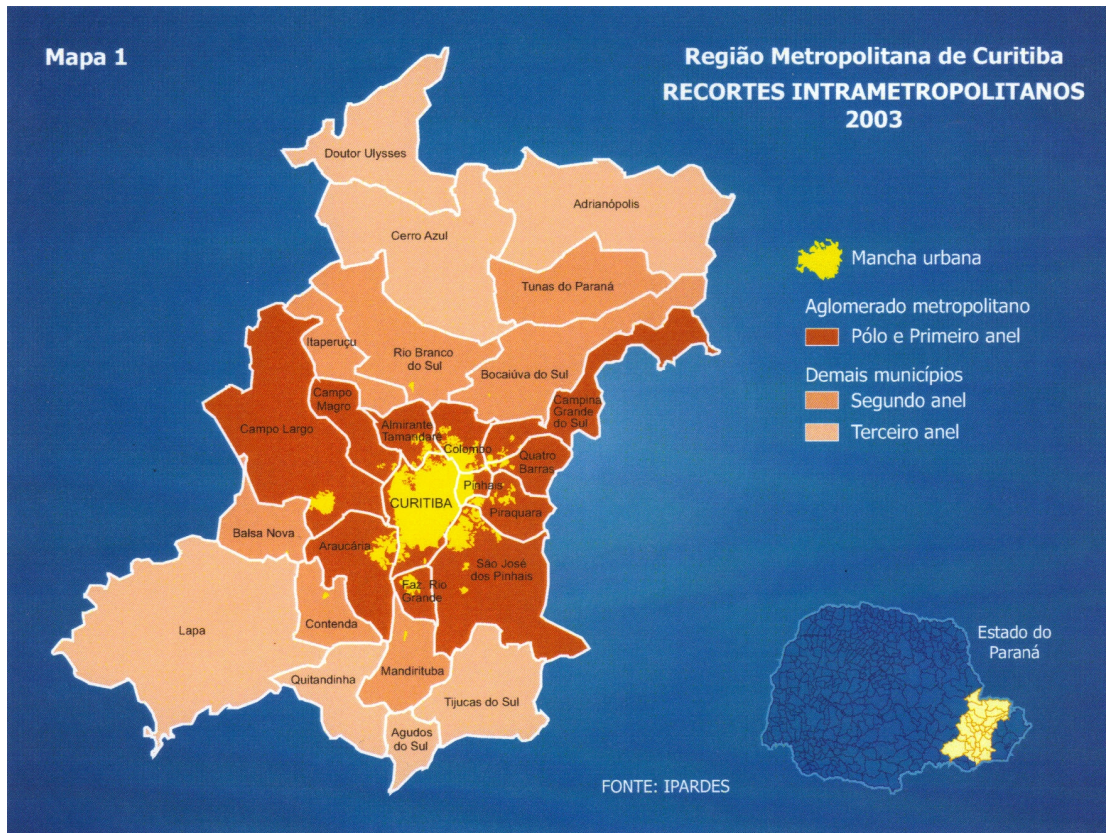 Mapa 1
Região Metropolitana de Curitiba
RECORTES INTRAMETROPOLITANOS
2003
Doutor Ulysses
Adrianópolis
Cerro Azul
Tunas do Paraná
Mancha urbana
Aglomerado metropolitano
Pólo e Primeiro anel
Demais municípios
Segundo anel
Terceiro anel
Itaperuçu
Rio Branco
do Sul
Bocaiúva do Sul
Campo
Magro
Campina
Grande
do Sul
Campo Largo
Almirante
Tamandaré
Colombo
Quatro
Barras
Pinhais
CURITIBA
Piraquara
Balsa Nova
Araucária
São José
dos Pinhais
Faz. Rio
Grande
Lapa
Contenda
Mandirituba
Quitandinha
Tijucas do Sul
Agudos
do Sul
Estado do
Paraná
FONTE: IPARDES